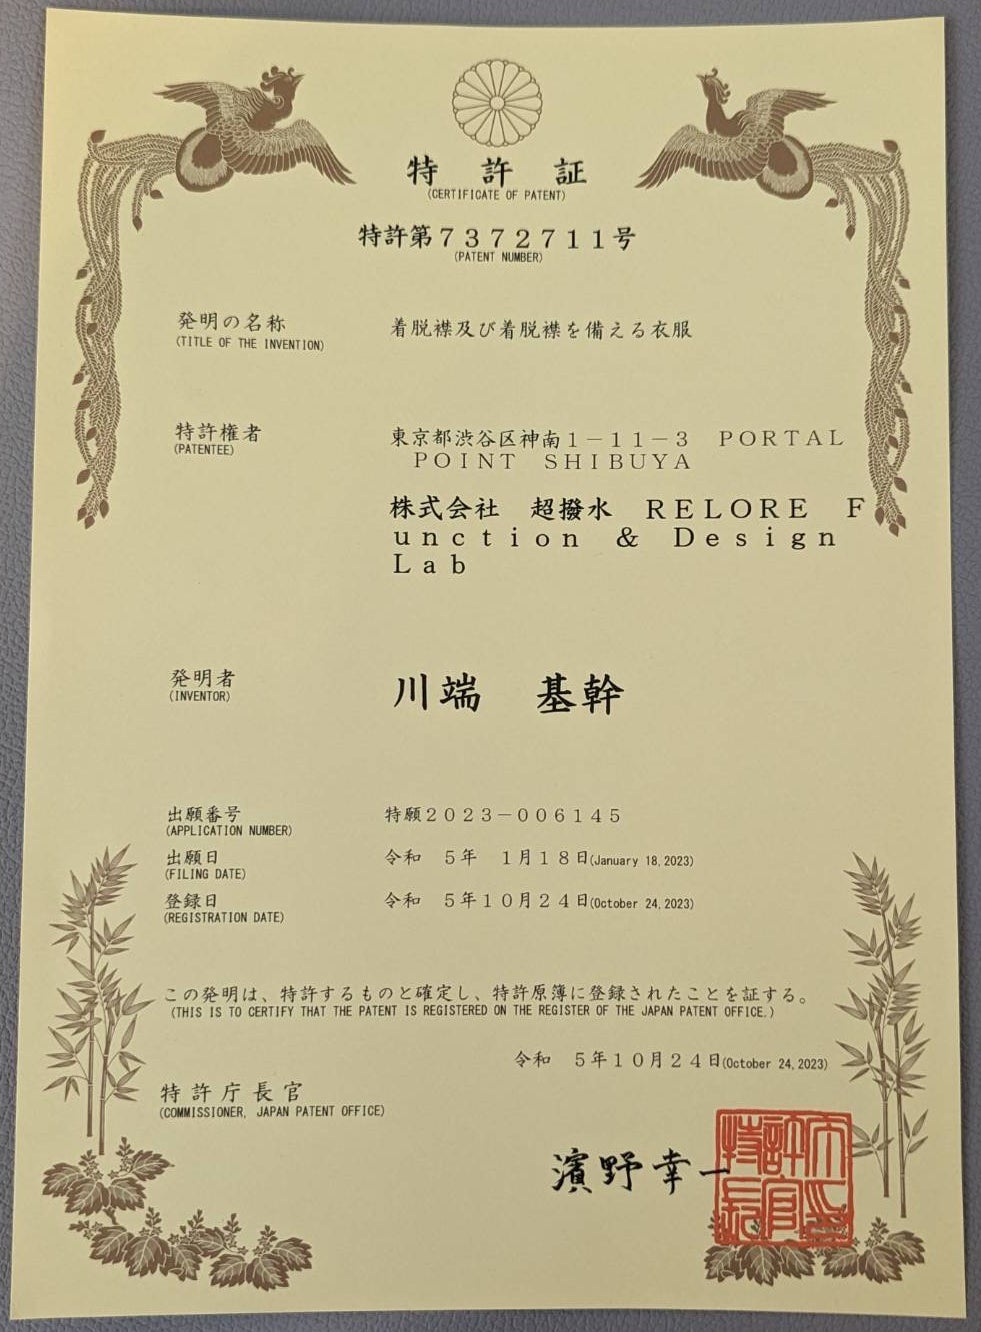 特許証
(CERTIFICATE OF PATENT)
特許第7372711号
(PATENT NUMBER)
発明の名称
(TITLE OF THE INVENTION)
着脱襟及び着脱襟を備える衣服
特許権者
(PATENTEE)
東京都渋谷区神南1-11-3 PORTAL
POINT SHIBUYA
株式会社 超撥水 RELORE F
unction & Design
Lab
発明者
(INVENTOR)
川端 基幹
出願番号
(APPLICATION NUMBER)
特願2023-006145
出願日
(FILING DATE)
令和 5年 1月18日(January 18,2023)
登録日
(REGISTRATION DATE)
令和 5年10月24日(October 24,2023)
この発明は、特許するものと確定し、特許原簿に登録されたことを証する。
(THIS IS TO CERTIFY THAT THE PATENT IS REGISTERED ON THE REGISTER OF THE JAPAN PATENT OFFICE.)
令和 5年10月24日(October 24,2023)
特許庁長官
(COMMISSIONER, JAPAN PATENT OFFICE)
濱野幸一